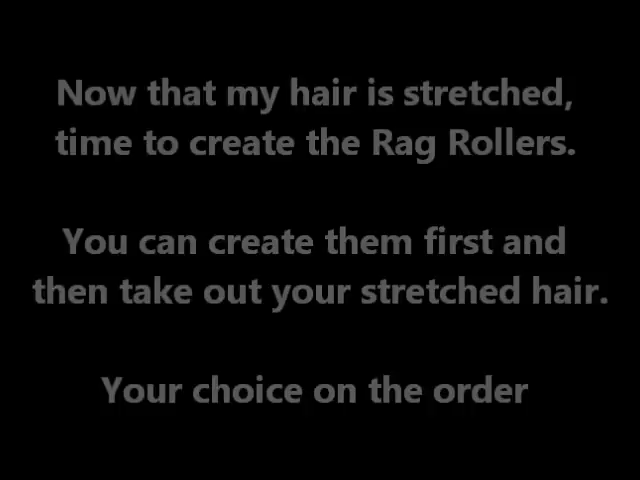 Now that my hair is stretched,
time to create the Rag Rollers.
You can create them first and
then take out your stretched hair.
Your choice on the order